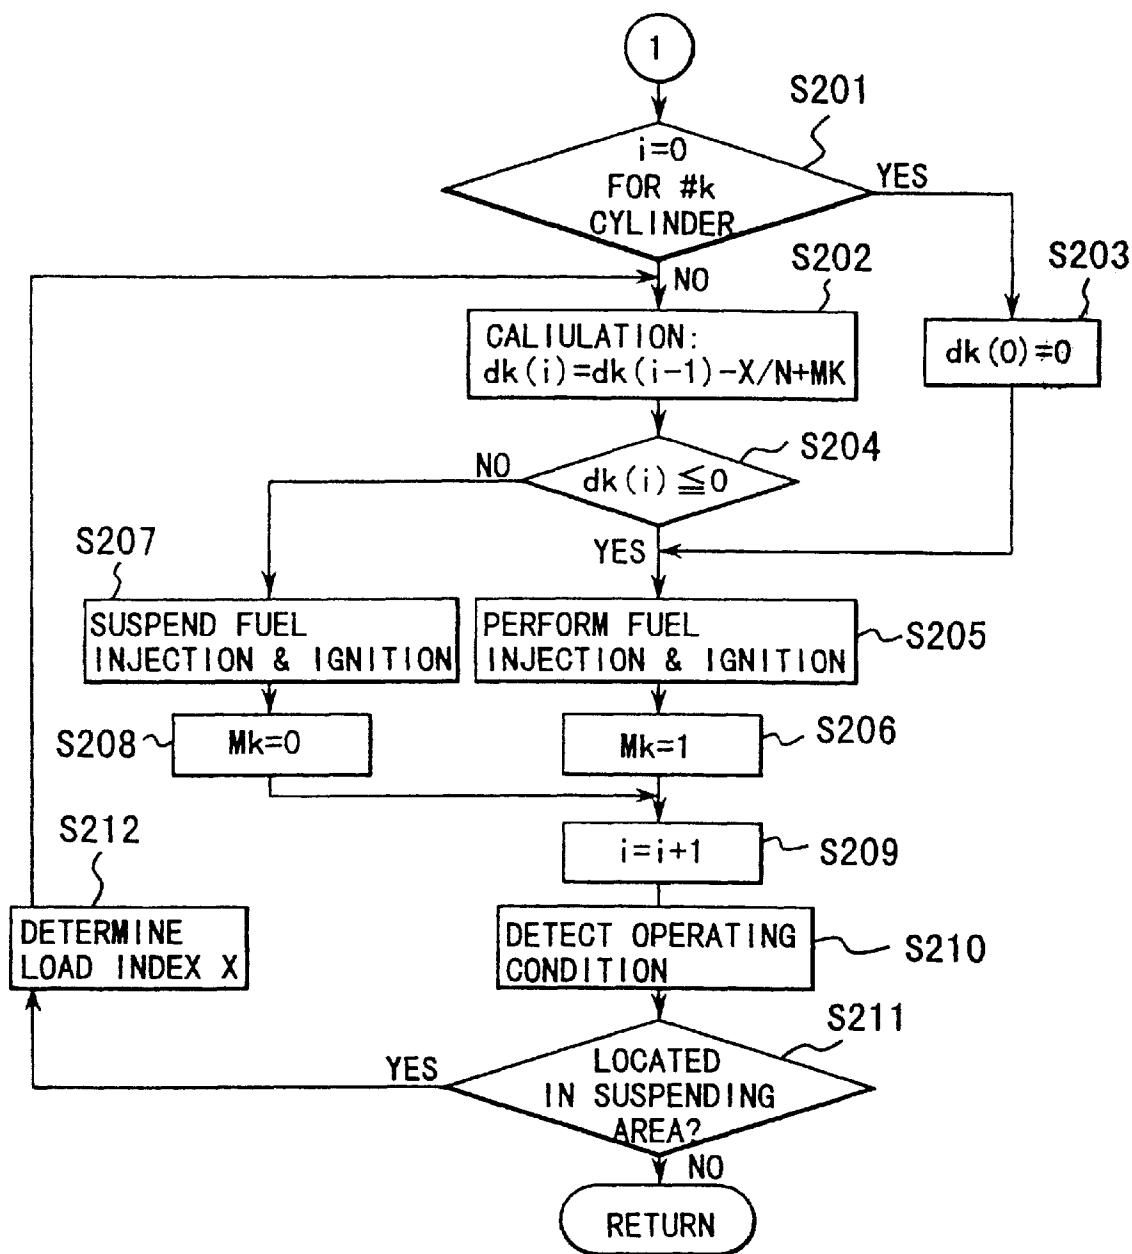 1
S201
i=0
FOR #k
CYLINDER
YES
NO
S202
S203
CALIULATION:
dk(i)=dk(i-1)-X/N+MK
dk(0)=0
S204
NO
dk(i)≦0
YES
S207
SUSPEND FUEL
INJECTION & IGNITION
PERFORM FUEL
INJECTION & IGNITION
S205
S208
Mk=0
Mk=1
S206
S212
i=i+1
S209
DETERMINE
LOAD INDEX X
DETECT OPERATING
CONDITION
S210
S211
YES
LOCATED
IN SUSPENDING
AREA?
NO
RETURN